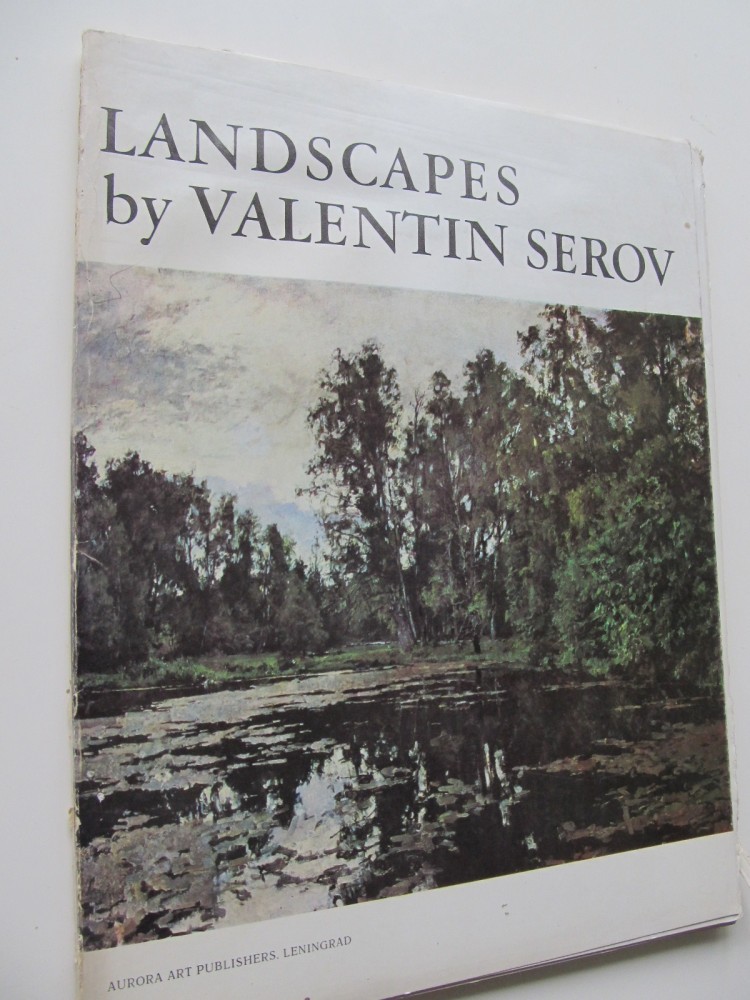 LANDSCAPES
by VALENTIN SEROV
AURORA ART PUBLISHERS. LENINGRAD